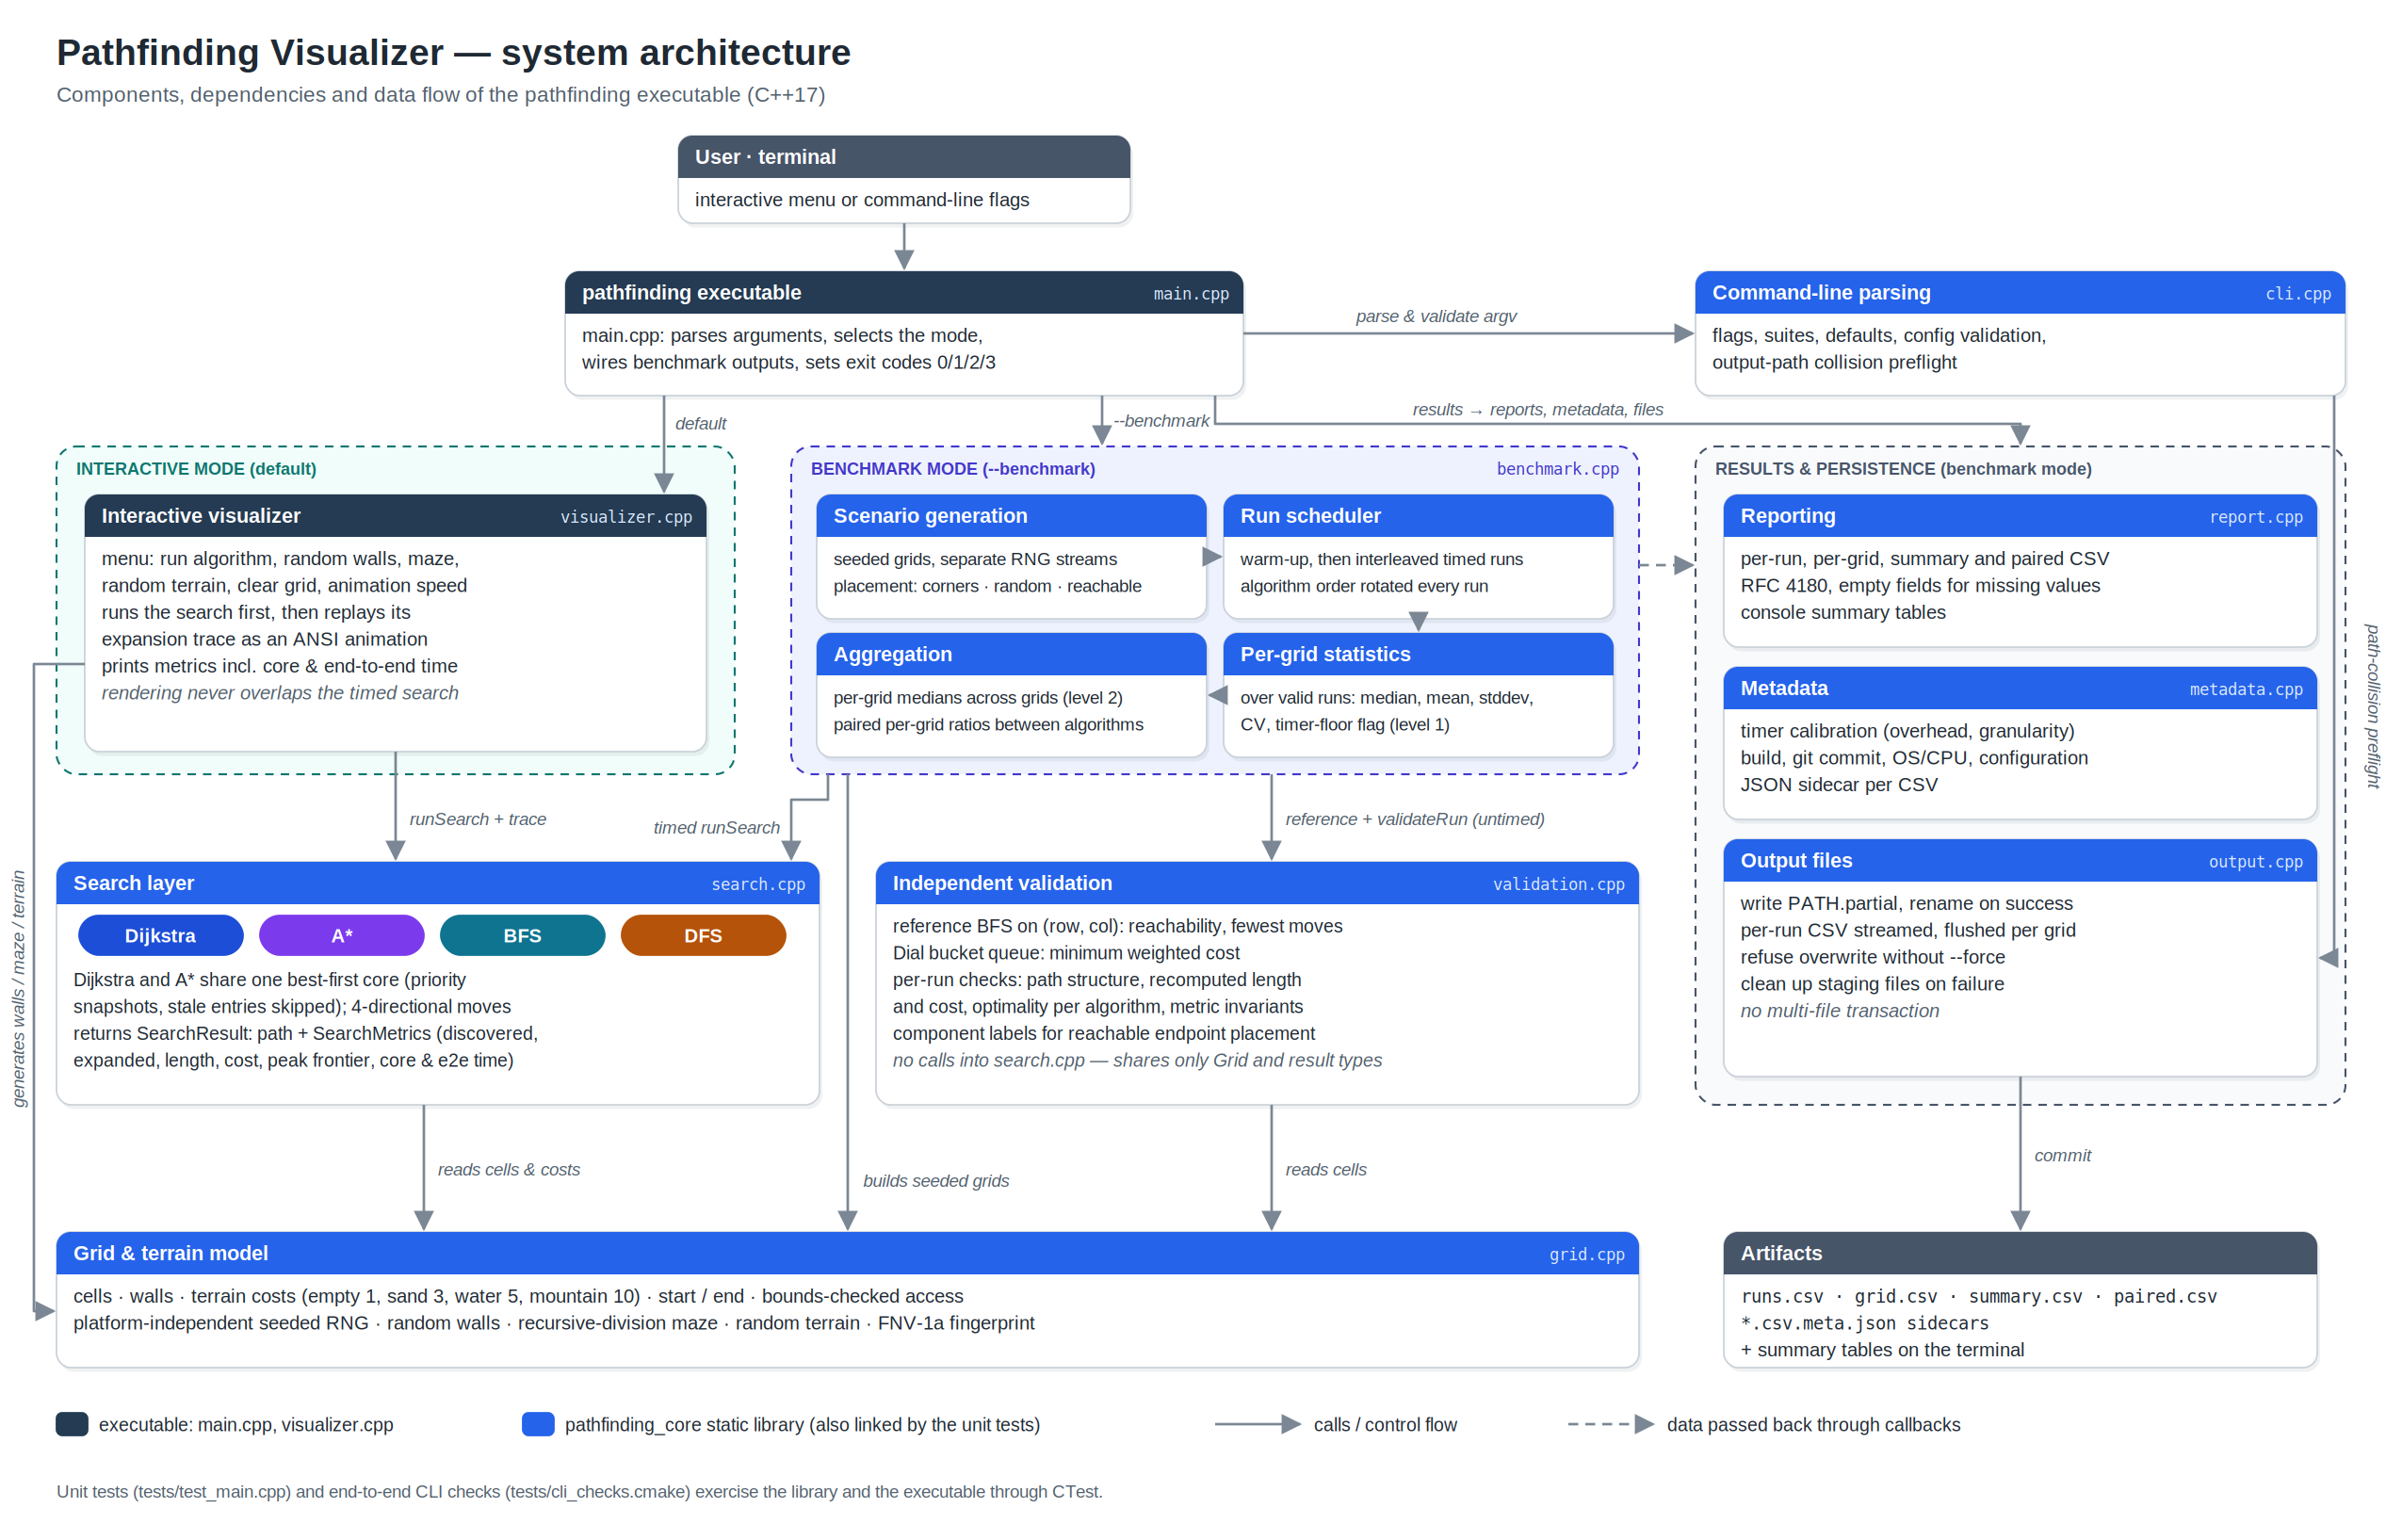 Pathfinding Visualizer — system architecture
Components, dependencies and data flow of the pathfinding executable (C++17)
User · terminal
interactive menu or command-line flags
pathfinding executable
main.cpp
main.cpp: parses arguments, selects the mode,
wires benchmark outputs, sets exit codes 0/1/2/3
parse & validate argv
Command-line parsing
cli.cpp
flags, suites, defaults, config validation,
output-path collision preflight
default
--benchmark
results → reports, metadata, files
INTERACTIVE MODE (default)
Interactive visualizer
visualizer.cpp
menu: run algorithm, random walls, maze,
random terrain, clear grid, animation speed
runs the search first, then replays its
expansion trace as an ANSI animation
prints metrics incl. core & end-to-end time
rendering never overlaps the timed search
BENCHMARK MODE (--benchmark)
benchmark.cpp
Scenario generation
seeded grids, separate RNG streams
placement: corners · random · reachable
Run scheduler
warm-up, then interleaved timed runs
algorithm order rotated every run
Aggregation
per-grid medians across grids (level 2)
paired per-grid ratios between algorithms
Per-grid statistics
over valid runs: median, mean, stddev,
CV, timer-floor flag (level 1)
RESULTS & PERSISTENCE (benchmark mode)
Reporting
report.cpp
per-run, per-grid, summary and paired CSV
RFC 4180, empty fields for missing values
console summary tables
Metadata
metadata.cpp
timer calibration (overhead, granularity)
build, git commit, OS/CPU, configuration
JSON sidecar per CSV
Output files
output.cpp
write PATH.partial, rename on success
per-run CSV streamed, flushed per grid
refuse overwrite without --force
clean up staging files on failure
no multi-file transaction
path-collision preflight
runSearch + trace
timed runSearch
reference + validateRun (untimed)
generates walls / maze / terrain
Search layer
search.cpp
Dijkstra
A*
BFS
DFS
Dijkstra and A* share one best-first core (priority
snapshots, stale entries skipped); 4-directional moves
returns SearchResult: path + SearchMetrics (discovered,
expanded, length, cost, peak frontier, core & e2e time)
Independent validation
validation.cpp
reference BFS on (row, col): reachability, fewest moves
Dial bucket queue: minimum weighted cost
per-run checks: path structure, recomputed length
and cost, optimality per algorithm, metric invariants
component labels for reachable endpoint placement
no calls into search.cpp — shares only Grid and result types
reads cells & costs
builds seeded grids
reads cells
commit
Grid & terrain model
grid.cpp
cells · walls · terrain costs (empty 1, sand 3, water 5, mountain 10) · start / end · bounds-checked access
platform-independent seeded RNG · random walls · recursive-division maze · random terrain · FNV-1a fingerprint
Artifacts
runs.csv · grid.csv · summary.csv · paired.csv
*.csv.meta.json sidecars
+ summary tables on the terminal
executable: main.cpp, visualizer.cpp
pathfinding_core static library (also linked by the unit tests)
calls / control flow
data passed back through callbacks
Unit tests (tests/test_main.cpp) and end-to-end CLI checks (tests/cli_checks.cmake) exercise the library and the executable through CTest.